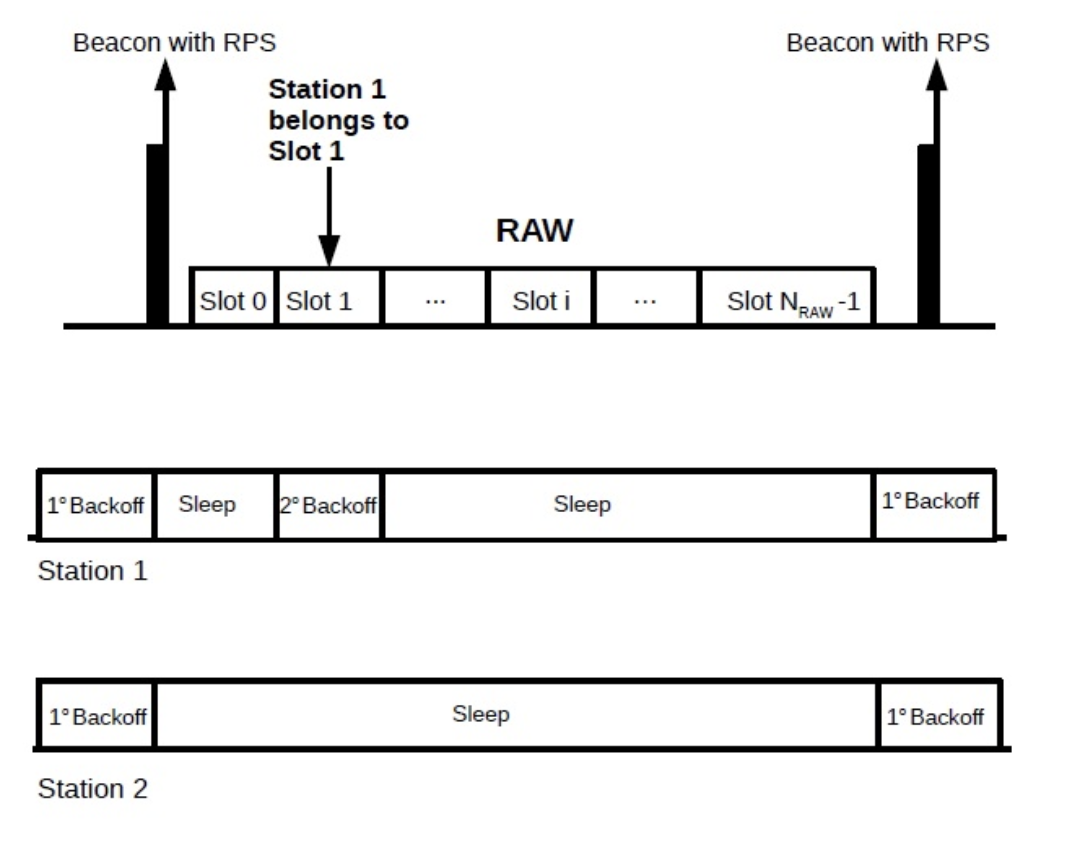 Beacon with RPS
Beacon with RPS
Station 1
belongs to
Slot 1
RAW
Slot 0
Slot 1
...
Slot i
...
Slot NRAW -1
1° Backoff
Sleep
2° Backoff
Sleep
1° Backoff
Station 1
1° Backoff
Sleep
1° Backoff
Station 2